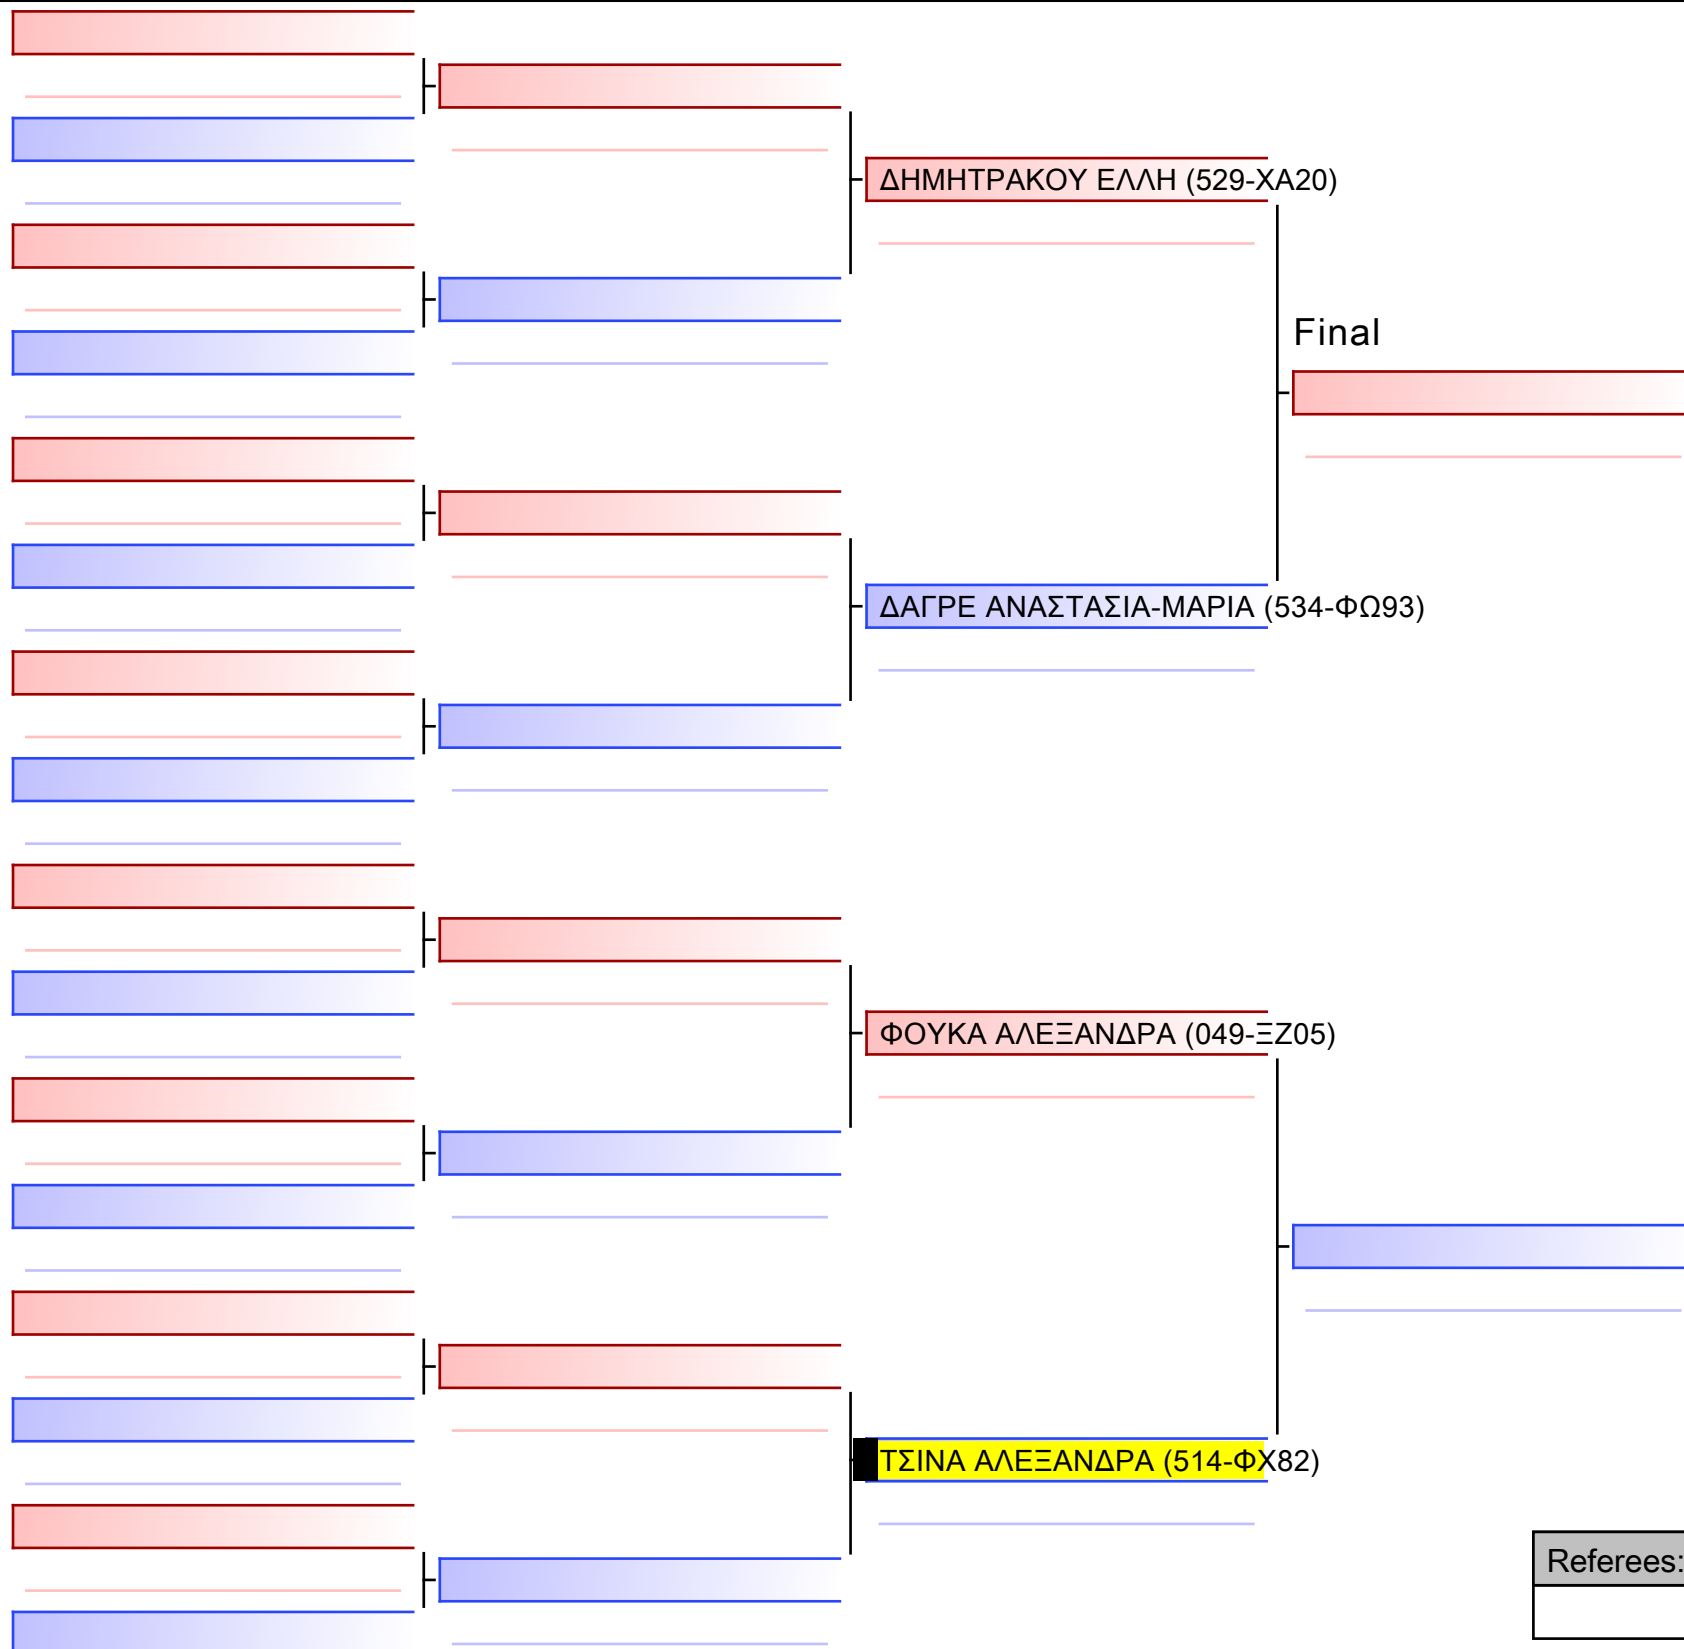 ΔΗΜΗΤΡΑΚΟΥ ΕΛΛΗ (529-ΧΑ20)
Final
ΔΑΓΡΕ ΑΝΑΣΤΑΣΙΑ-ΜΑΡΙΑ (534-ΦΩ93)
ΦΟΥΚΑ ΑΛΕΞΑΝΔΡΑ (049-ΞΖ05)
ΤΣΙΝΑ ΑΛΕΞΑΝΔΡΑ (514-ΦΧ82)
Referees: